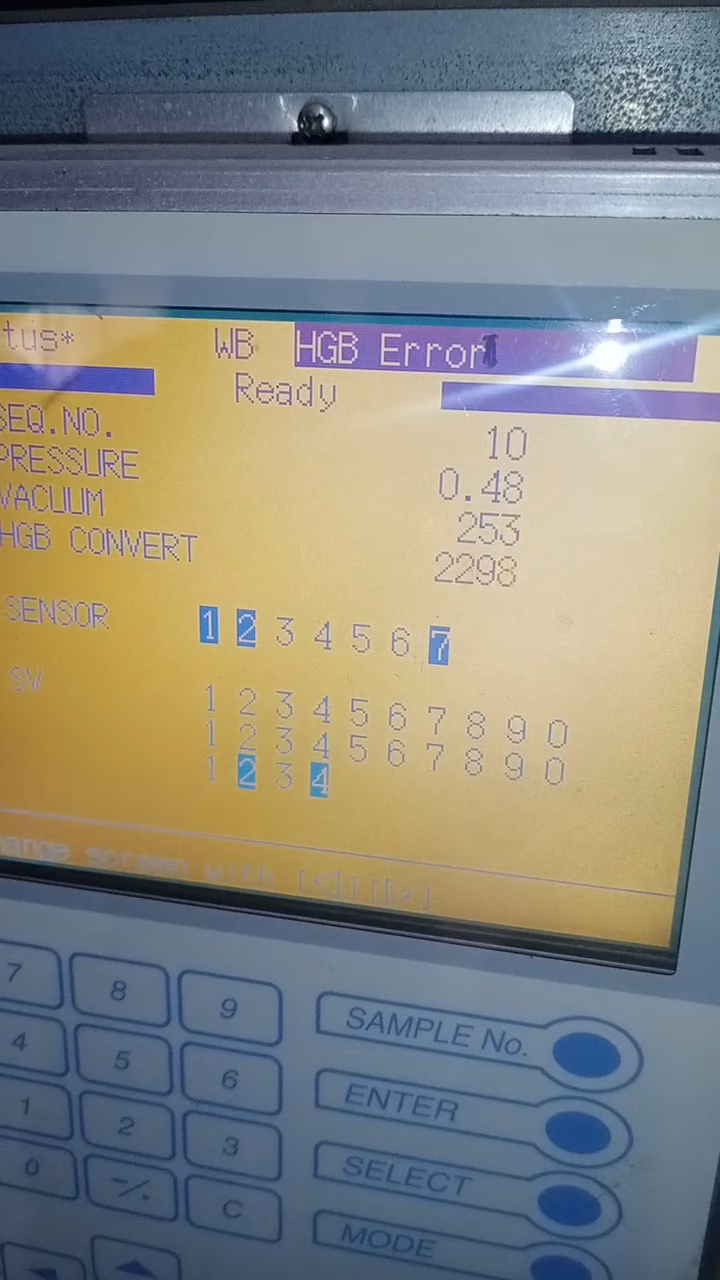 tus* WB HGB Error
Ready
SEQ.NO. 10
PRESSURE 0.48
VACUUM 253
HGB CONVERT 2298
SENSOR 1 2 3 4 5 6 7
SV 1 2 3 4 5 6 7 8 9 0
1 2 3 4 5 6 7 8 9 0
1 2 3 4
ange screen with [◁][▷]
7 8 9 SAMPLE No.
4 5 6 ENTER
1 2 3 SELECT
0 -/. C MODE